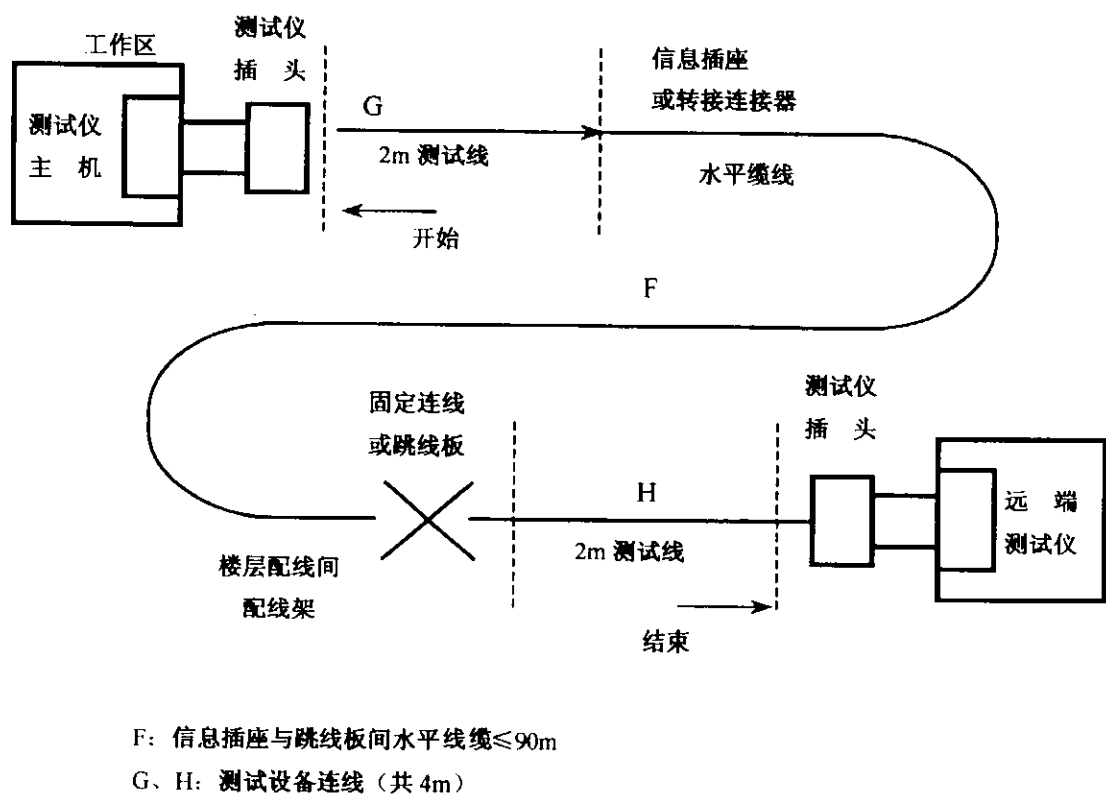 工作区
测试仪
插 头
测试仪
主 机
G
2m 测试线
开始
信息插座
或转接连接器
水平缆线
F
固定连线
或跳线板
楼层配线间
配线架
H
2m 测试线
结束
测试仪
插 头
远 端
测试仪
F: 信息插座与跳线板间水平线缆≤90m
G、H: 测试设备连线（共 4m）